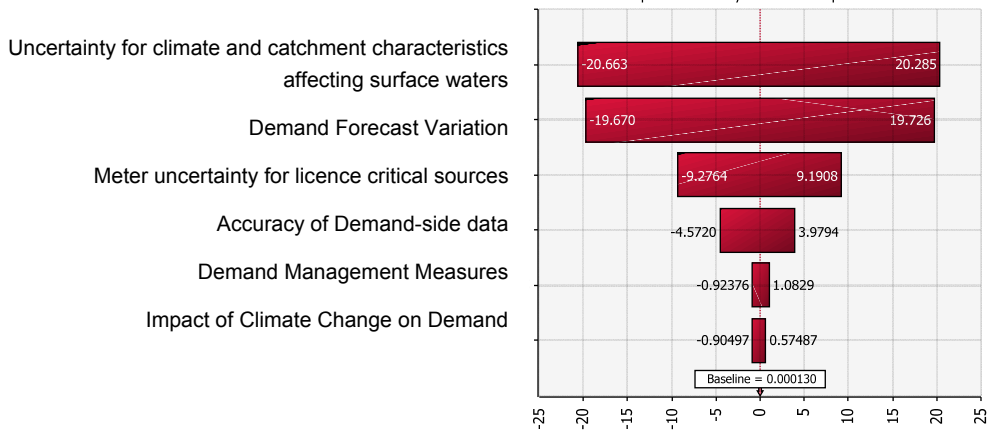 Uncertainty for climate and catchment characteristics
affecting surface waters
-20.663 20.285
Demand Forecast Variation
-19.670 19.726
Meter uncertainty for licence critical sources
-9.2764 9.1908
Accuracy of Demand-side data
-4.5720 3.9794
Demand Management Measures
-0.92376 1.0829
Impact of Climate Change on Demand
-0.90497 0.57487
Baseline = 0.000130
-25 -20 -15 -10 -5 0 5 10 15 20 25